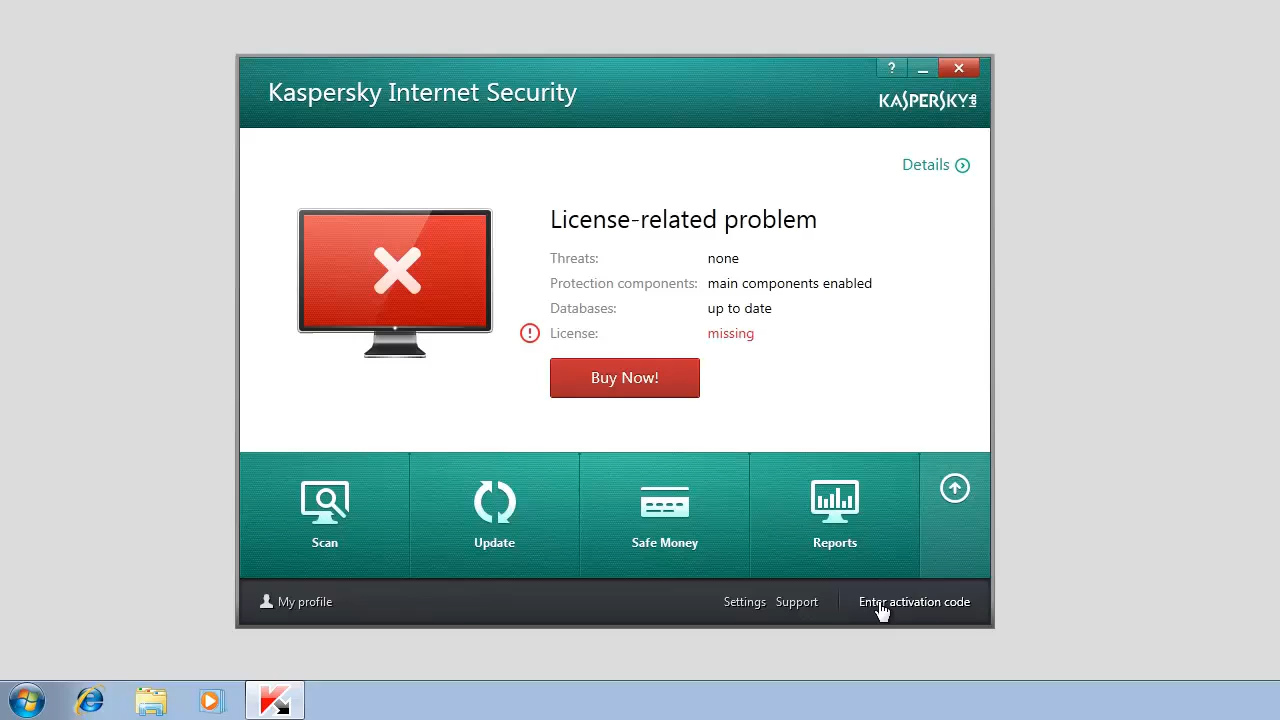 Kaspersky Internet Security
?
KASPERSKY LAB
Details
License-related problem
Threats: none
Protection components: main components enabled
Databases: up to date
! License: missing
Buy Now!
Scan Update Safe Money Reports
My profile Settings Support Enter activation code